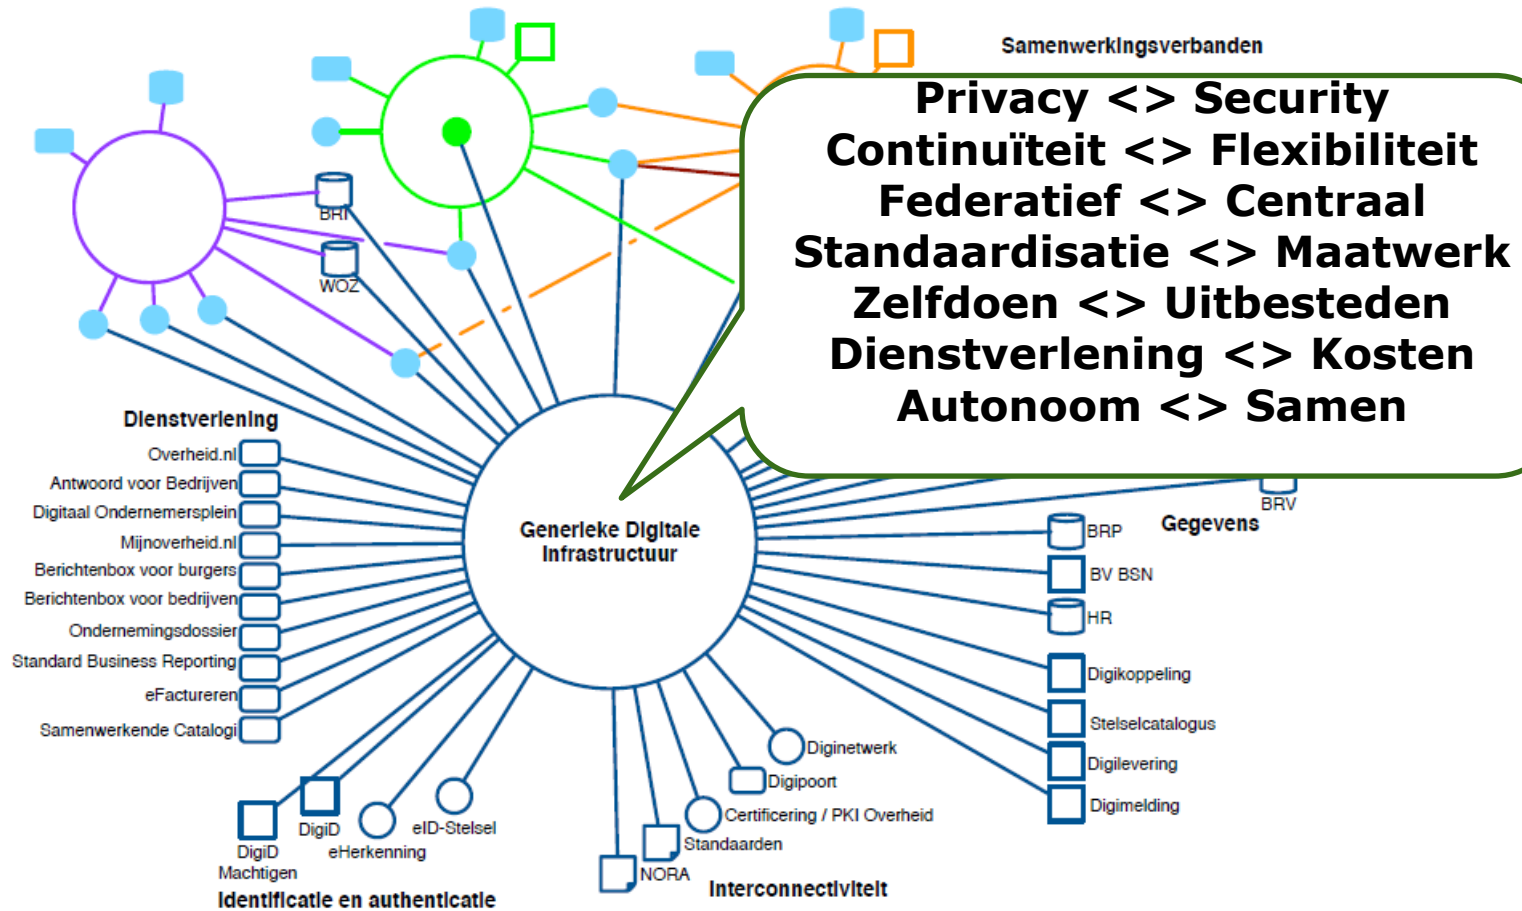 Samenwerkingsverbanden
Privacy <> Security
Continuïteit <> Flexibiliteit
Federatief <> Centraal
Standaardisatie <> Maatwerk
Zelfdoen <> Uitbesteden
Dienstverlening <> Kosten
Autonoom <> Samen
BRI
WOZ
Dienstverlening
Overheid.nl
Antwoord voor Bedrijven
Digitaal Ondernemersplein
Mijnoverheid.nl
Berichtenbox voor burgers
Berichtenbox voor bedrijven
Ondernemingsdossier
Standard Business Reporting
eFactureren
Samenwerkende Catalogi
Generieke Digitale
Infrastructuur
BRV
Gegevens
BRP
BV BSN
HR
Digikoppeling
Stelselcatalogus
Digilevering
Digimelding
DigiD
Machtigen
DigiD
eHerkenning
eID-Stelsel
Identificatie en authenticatie
Diginetwerk
Digipoort
Certificering / PKI Overheid
Standaarden
NORA
Interconnectiviteit